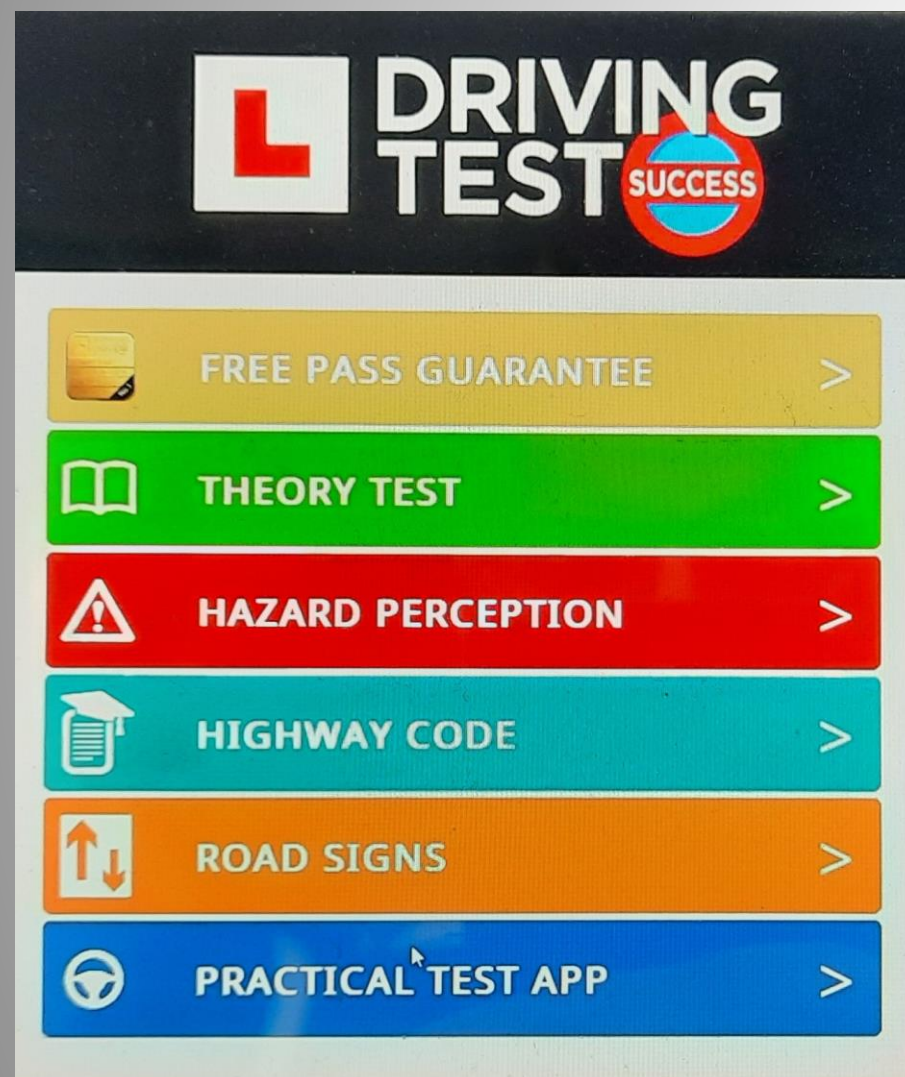 L
DRIVING
TEST
SUCCESS
FREE PASS GUARANTEE >
THEORY TEST >
HAZARD PERCEPTION >
HIGHWAY CODE >
ROAD SIGNS >
PRACTICAL TEST APP >